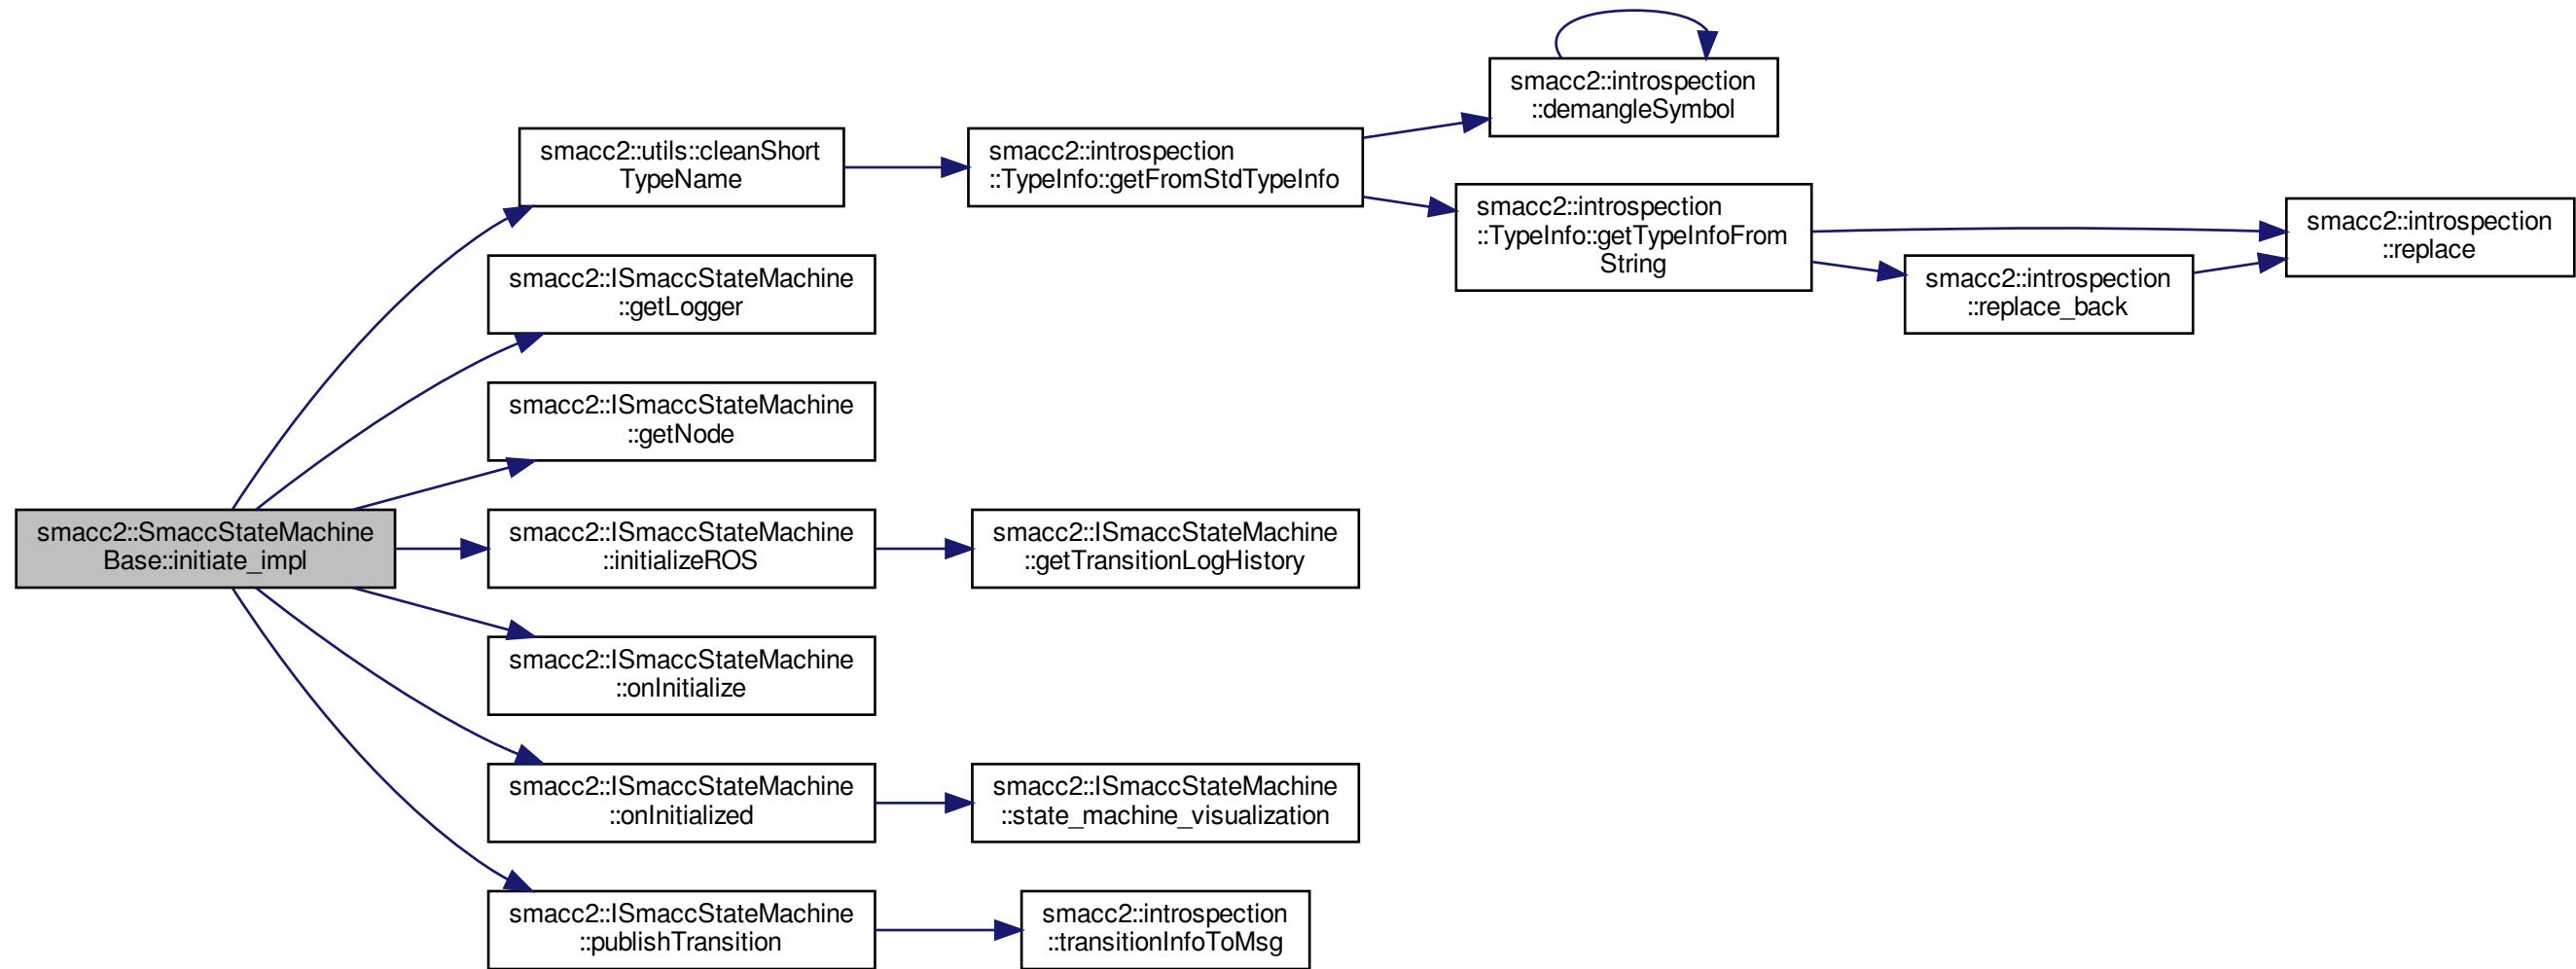 smacc2::SmaccStateMachine
Base::initiate_impl
smacc2::utils::cleanShort
TypeName
smacc2::introspection
::TypeInfo::getFromStdTypeInfo
smacc2::introspection
::demangleSymbol
smacc2::introspection
::TypeInfo::getTypeInfoFrom
String
smacc2::introspection
::replace
smacc2::introspection
::replace_back
smacc2::ISmaccStateMachine
::getLogger
smacc2::ISmaccStateMachine
::getNode
smacc2::ISmaccStateMachine
::initializeROS
smacc2::ISmaccStateMachine
::getTransitionLogHistory
smacc2::ISmaccStateMachine
::onInitialize
smacc2::ISmaccStateMachine
::onInitialized
smacc2::ISmaccStateMachine
::state_machine_visualization
smacc2::ISmaccStateMachine
::publishTransition
smacc2::introspection
::transitionInfoToMsg